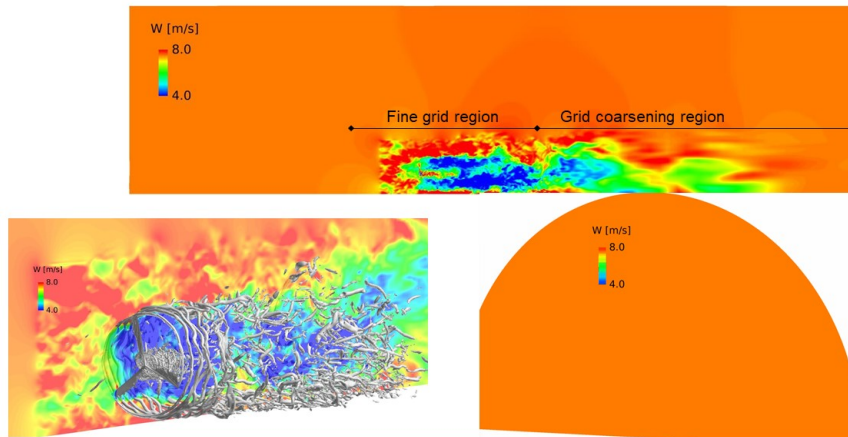 W [m/s]
8.0
4.0
Fine grid region
Grid coarsening region
W [m/s]
8.0
4.0
W [m/s]
8.0
4.0